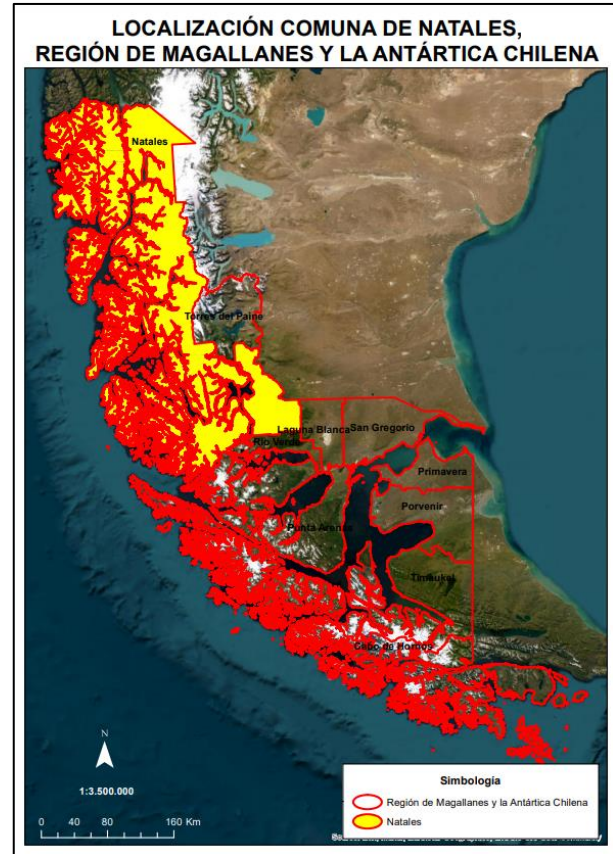 LOCALIZACIÓN COMUNA DE NATALES,
REGIÓN DE MAGALLANES Y LA ANTÁRTICA CHILENA
Natales
Torres del Paine
Laguna Blanca
San Gregorio
Río Verde
Primavera
Porvenir
Punta Arenas
Timaukel
Cabo de Hornos
N
1:3.500.000
0 40 80 160 Km
Simbología
Región de Magallanes y la Antártica Chilena
Natales